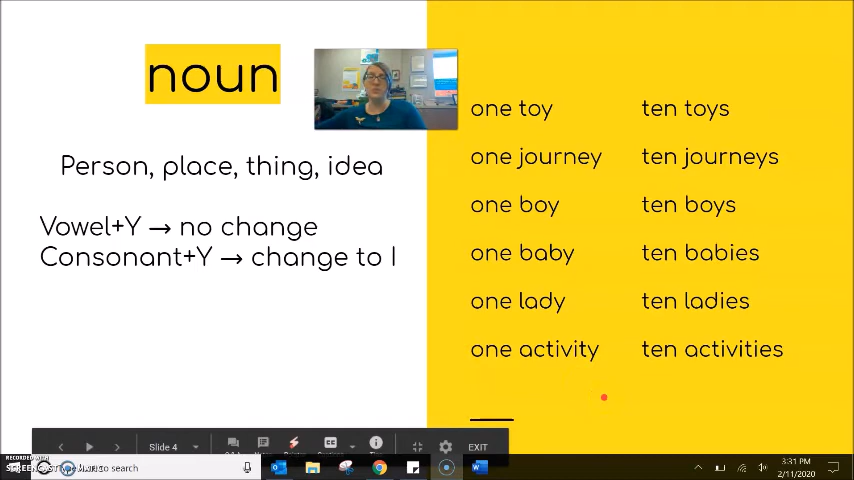 noun
Person, place, thing, idea
Vowel+Y → no change
Consonant+Y → change to I
one toy ten toys
one journey ten journeys
one boy ten boys
one baby ten babies
one lady ten ladies
one activity ten activities
Slide 4
EXIT
RECORDED WITH
to search
3:31 PM
2/11/2020